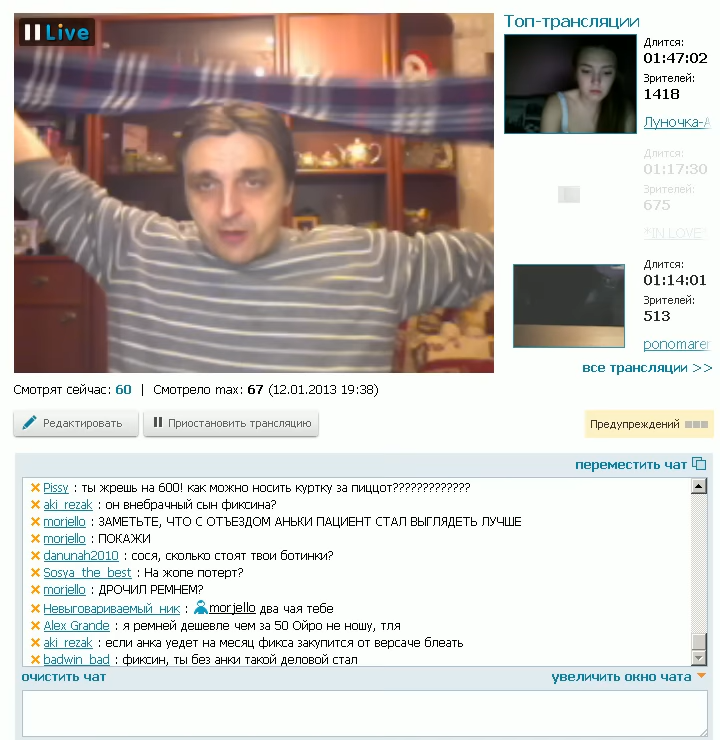 Live
Топ-трансляции
Длится:
01:47:02
Зрителей:
1418
Луночка-А
Длится:
01:17:30
Зрителей:
675
*IN LOVE*
Длится:
01:14:01
Зрителей:
513
ponomare
все трансляции >>
Смотрят сейчас: 60 | Смотрело max: 67 (12.01.2013 19:38)
Редактировать
Приостановить трансляцию
Предупреждений
переместить чат
Pissy : ты жрешь на 600! как можно носить куртку за пиццот?????????????
aki_rezak : он внебрачный сын фиксина?
morjello : ЗАМЕТЬТЕ, ЧТО С ОТЪЕЗДОМ АНЬКИ ПАЦИЕНТ СТАЛ ВЫГЛЯДЕТЬ ЛУЧШЕ
morjello : ПОКАЖИ
danunah2010 : сося, сколько стоят твои ботинки?
Sosya_the_best : На жопе потерт?
morjello : ДРОЧИЛ РЕМНЕМ?
Невыговариваемый_ник : morjello два чая тебе
Alex Grande : я ремней дешевле чем за 50 Ойро не ношу, тля
aki_rezak : если анка уедет на месяц фикса закупится от версаче блеать
badwin_bad : фиксин, ты без анки такой деловой стал
очистить чат
увеличить окно чата